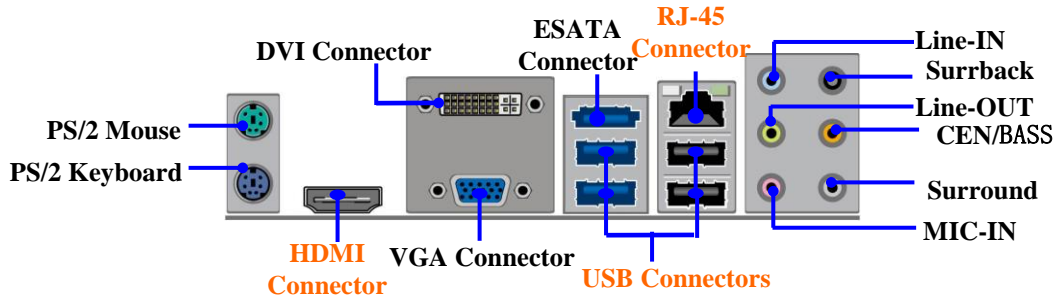 RJ-45
Connector
ESATA
Connector
DVI Connector
Line-IN
Surrback
Line-OUT
CEN/BASS
PS/2 Mouse
PS/2 Keyboard
Surround
MIC-IN
HDMI
Connector
VGA Connector
USB Connectors